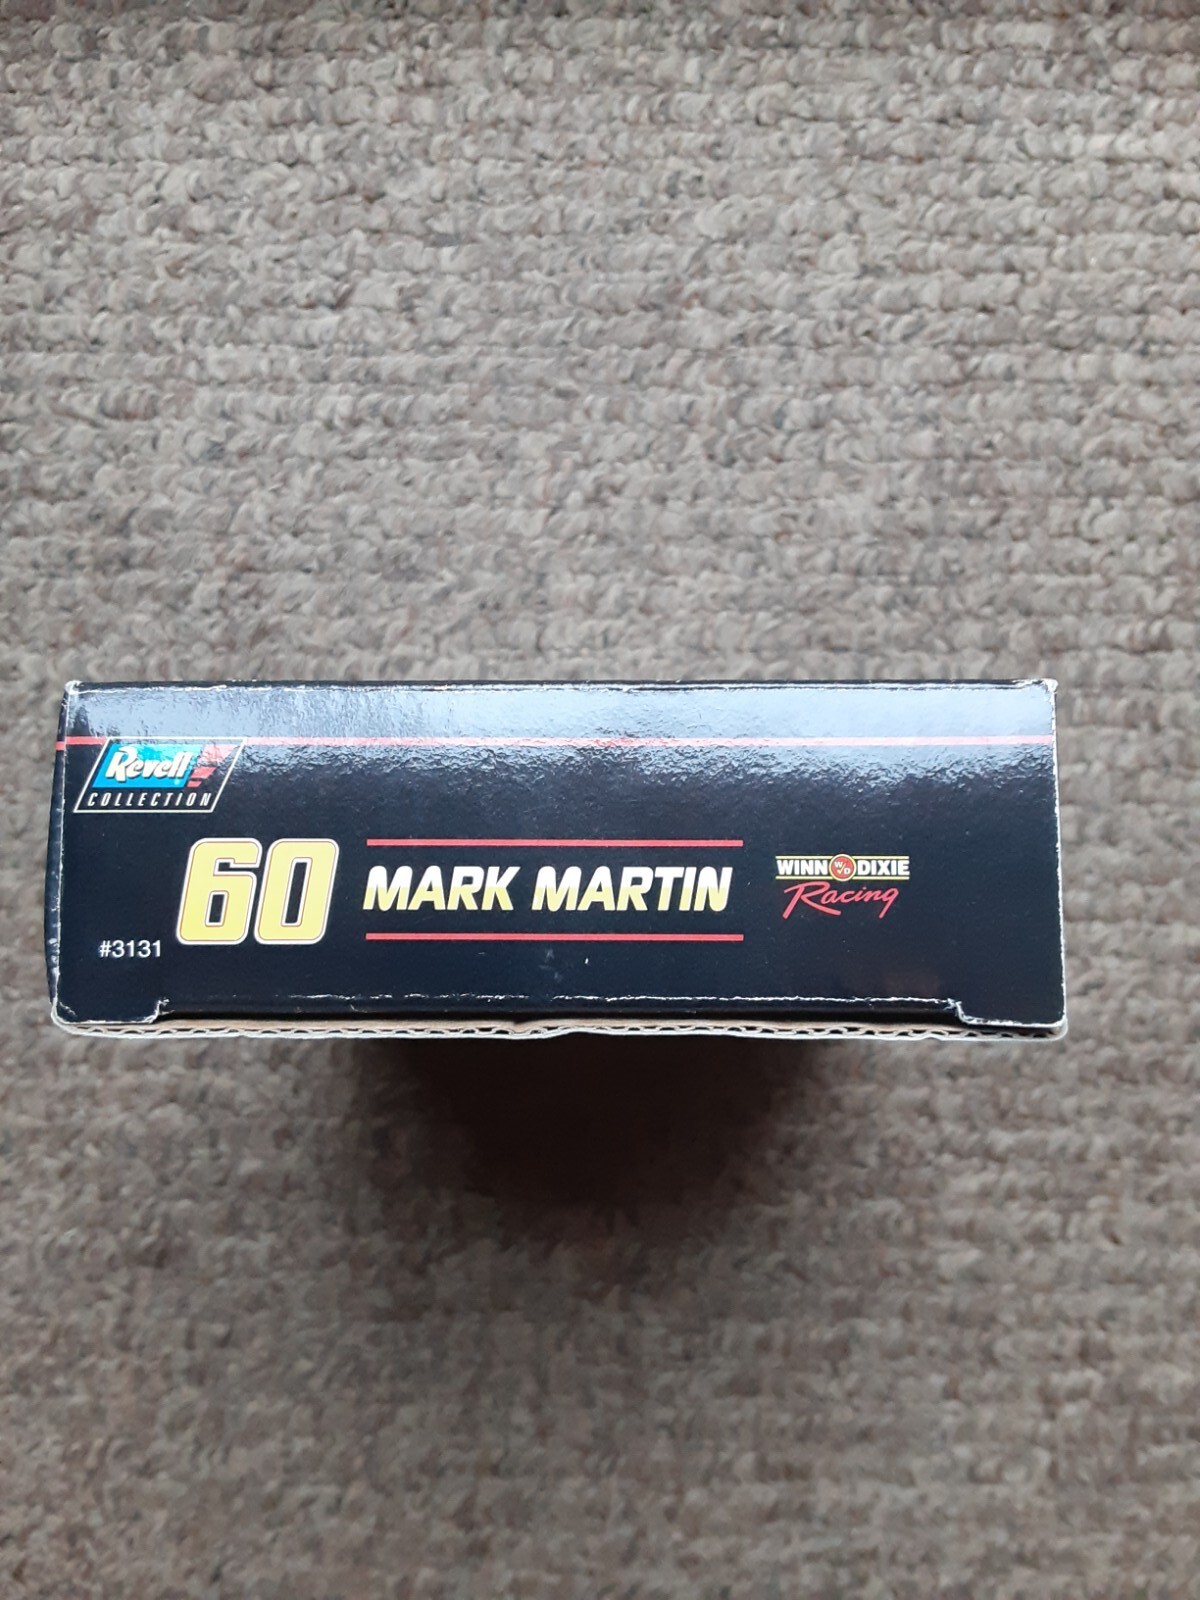 Revell
COLLECTION
60
MARK MARTIN
WINN W/D DIXIE
Racing
#3131